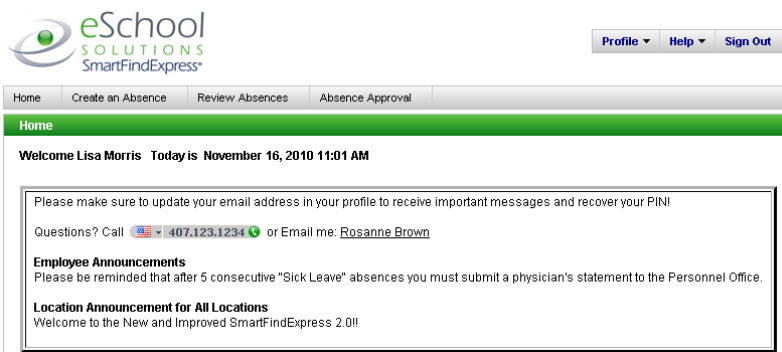 eSchool
SOLUTIONS
SmartFindExpress
Profile Help Sign Out
Home Create an Absence Review Absences Absence Approval
Home
Welcome Lisa Morris Today is November 16, 2010 11:01 AM
Please make sure to update your email address in your profile to receive important messages and recover your PIN!
Questions? Call 407.123.1234 or Email me: Rosanne Brown
Employee Announcements
Please be reminded that after 5 consecutive "Sick Leave" absences you must submit a physician's statement to the Personnel Office.
Location Announcement for All Locations
Welcome to the New and Improved SmartFindExpress 2.0!!